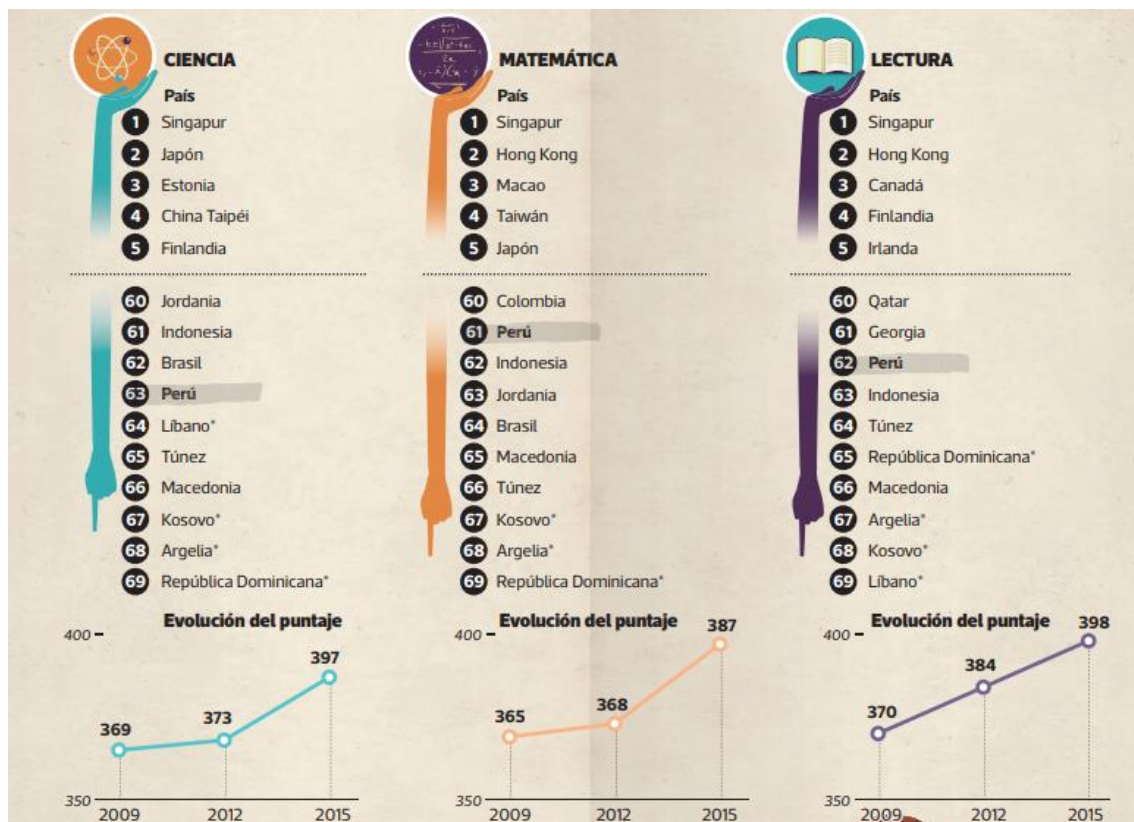 CIENCIA
País
1 Singapur
2 Japón
3 Estonia
4 China Taipéi
5 Finlandia
60 Jordania
61 Indonesia
62 Brasil
63 Perú
64 Líbano*
65 Túnez
66 Macedonia
67 Kosovo*
68 Argelia*
69 República Dominicana*
Evolución del puntaje
400
369
373
397
350
2009 2012 2015
MATEMÁTICA
País
1 Singapur
2 Hong Kong
3 Macao
4 Taiwán
5 Japón
60 Colombia
61 Perú
62 Indonesia
63 Jordania
64 Brasil
65 Macedonia
66 Túnez
67 Kosovo*
68 Argelia*
69 República Dominicana*
Evolución del puntaje
400
365
368
387
350
2009 2012 2015
LECTURA
País
1 Singapur
2 Hong Kong
3 Canadá
4 Finlandia
5 Irlanda
60 Qatar
61 Georgia
62 Perú
63 Indonesia
64 Túnez
65 República Dominicana*
66 Macedonia
67 Argelia*
68 Kosovo*
69 Líbano*
Evolución del puntaje
400
370
384
398
350
2009 2012 2015